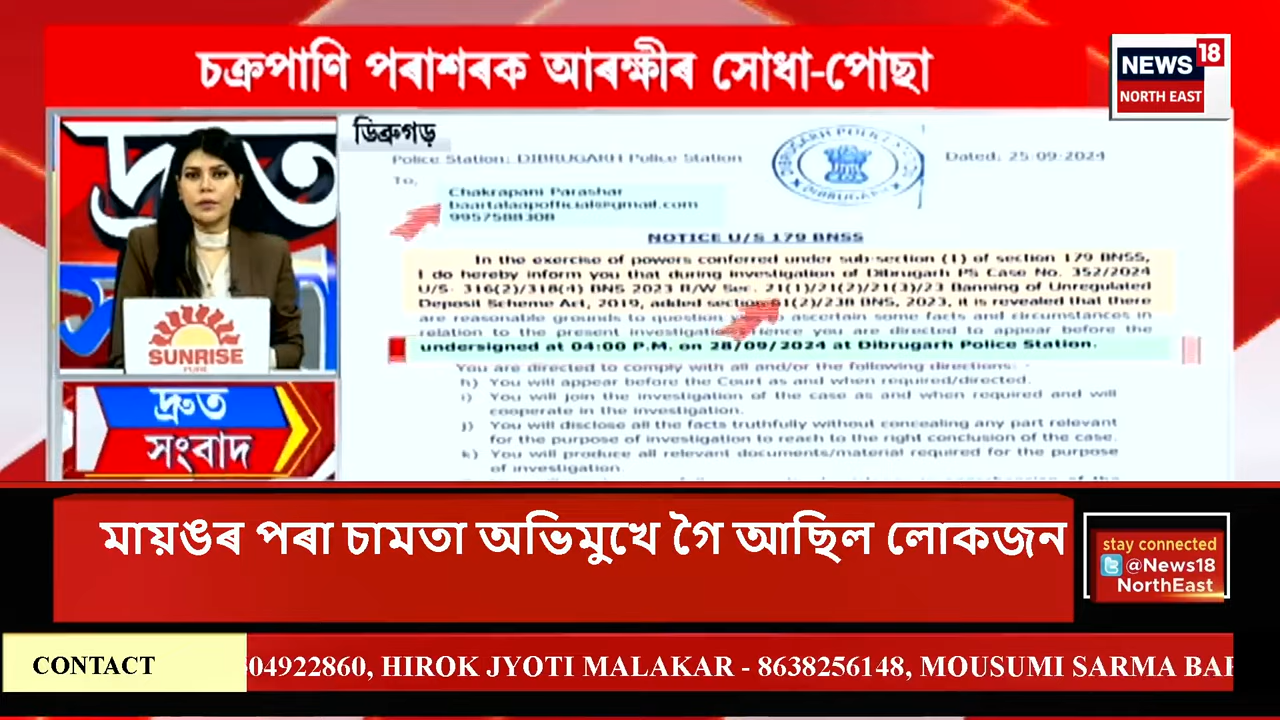 চক্ৰপাণি পৰাশৰক আৰক্ষীৰ সোধা-পোছা
NEWS 18
NORTH EAST
দ্ৰুত
ডিব্ৰুগড়
Police Station: DIBRUGARH Police Station
DIBRUGARH POLICE
DIBRUGARH
Dated; 25-09-2024
To,
Chakrapani Parashar
baartalaapofficial@gmail.com
9957588308
NOTICE U/S 179 BNSS
In the exercise of powers conferred under sub-section (1) of section 179 BNSS,
I do hereby inform you that during investigation of Dibrugarh PS Case No. 352/2024
U/S- 316(2)/318(4) BNS 2023 R/W Sec. 21(1)/21(2)/21(3)/23 Banning of Unregulated
Deposit Scheme Act, 2019, added section 61(2)/238 BNS, 2023, it is revealed that there
are reasonable grounds to question you to ascertain some facts and circumstances in
relation to the present investigation. Hence you are directed to appear before the
undersigned at 04:00 P.M. on 28/09/2024 at Dibrugarh Police Station.
You are directed to comply with all and/or the following directions: -
h) You will appear before the Court as and when required/directed.
i) You will join the investigation of the case as and when required and will
cooperate in the investigation.
j) You will disclose all the facts truthfully without concealing any part relevant
for the purpose of investigation to reach to the right conclusion of the case.
k) You will produce all relevant documents/material required for the purpose
of investigation.
SUNRISE
PURE
দ্ৰুত
সংবাদ
মায়ঙৰ পৰা চামতা অভিমুখে গৈ আছিল লোকজন
stay connected
@News18
NorthEast
CONTACT
604922860, HIROK JYOTI MALAKAR - 8638256148, MOUSUMI SARMA BAR